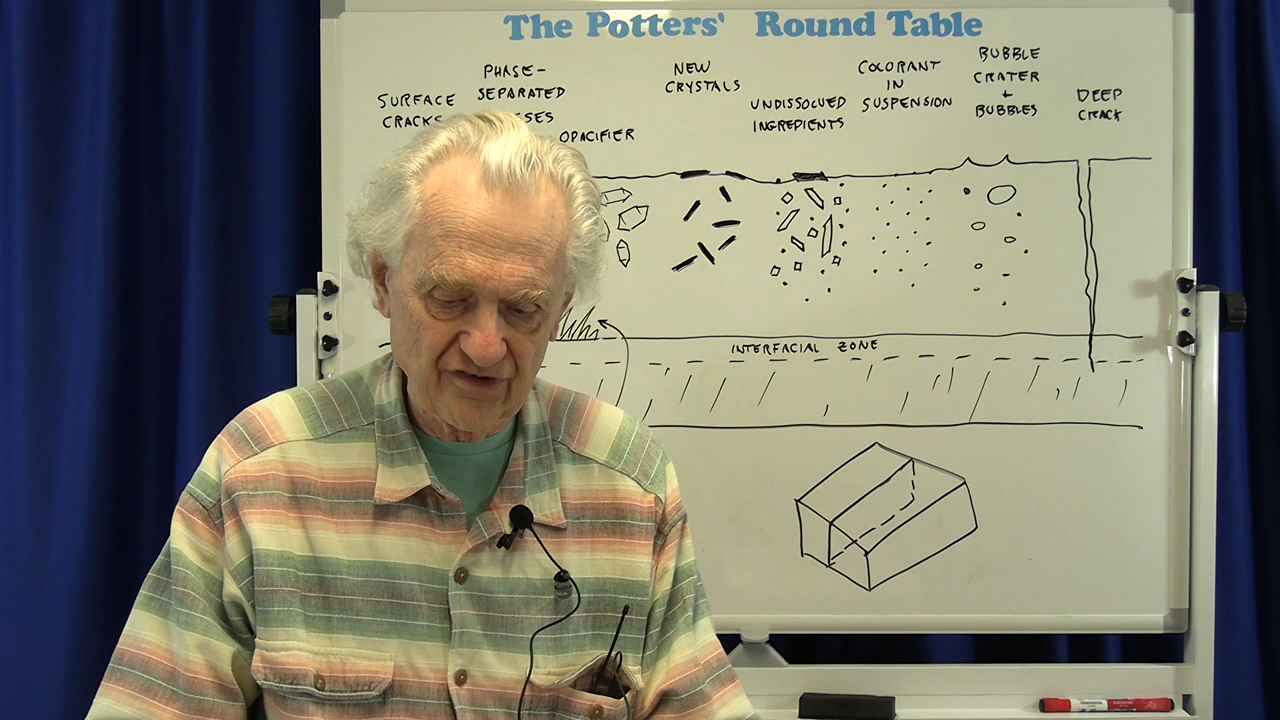 The Potters' Round Table
SURFACE
CRACKS
PHASE-
SEPARATED
OPACIFIER
NEW
CRYSTALS
UNDISSOLVED
INGREDIENTS
COLORANT
IN
SUSPENSION
BUBBLE
CRATER
+
BUBBLES
DEEP
CRACK
INTERFACIAL ZONE